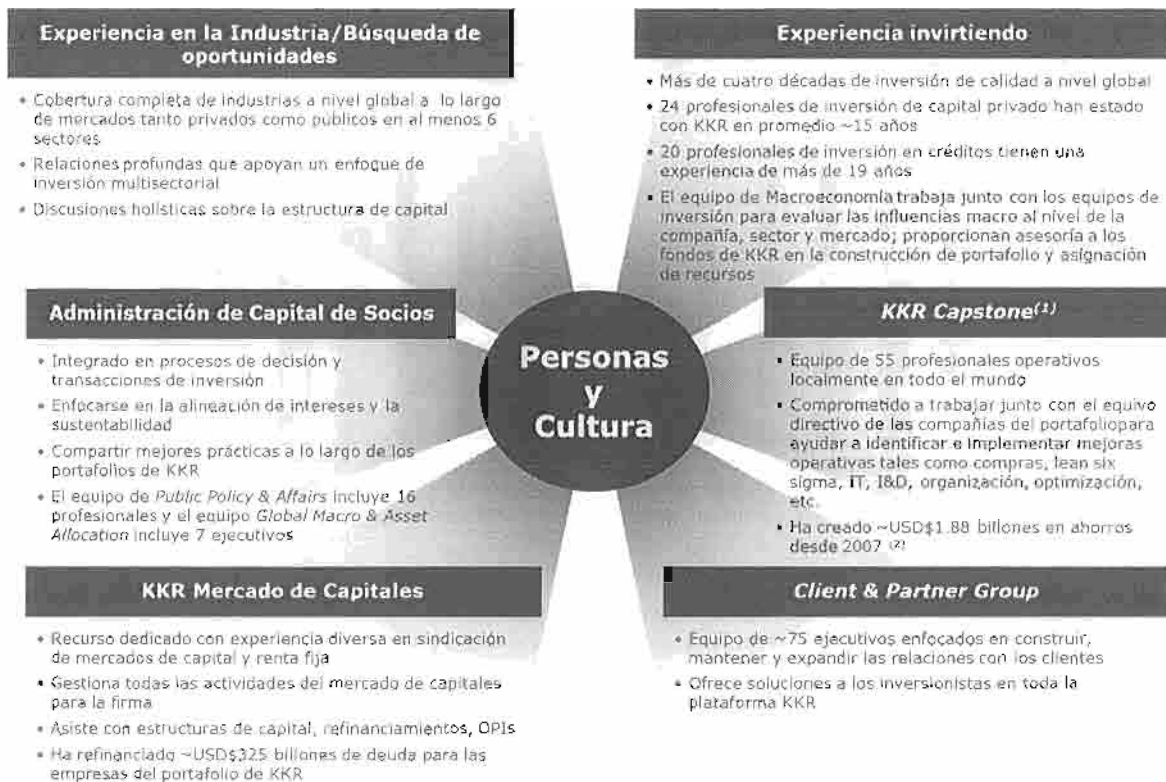 Experiencia en la Industria/Búsqueda de
oportunidades
• Cobertura completa de industrias a nivel global a lo largo
de mercados tanto privados como públicos en al menos 6
sectores
• Relaciones profundas que apoyan un enfoque de
inversión multisectorial
• Discusiones holísticas sobre la estructura de capital
Experiencia invirtiendo
• Más de cuatro décadas de inversión de calidad a nivel global
• 24 profesionales de inversión de capital privado han estado
con KKR en promedio ~15 años
• 20 profesionales de inversión en créditos tienen una
experiencia de más de 19 años
• El equipo de Macroeconomía trabaja junto con los equipos de
inversión para evaluar las influencias macro al nivel de la
compañía, sector y mercado; proporcionan asesoría a los
fondos de KKR en la construcción de portafolio y asignación
de recursos
Administración de Capital de Socios
• Integrado en procesos de decisión y
transacciones de inversión
• Enfocarse en la alineación de intereses y la
sustentabilidad
• Compartir mejores prácticas a lo largo de los
portafolios de KKR
• El equipo de Public Policy & Affairs incluye 16
profesionales y el equipo Global Macro & Asset
Allocation incluye 7 ejecutivos
Personas
y
Cultura
KKR Capstone(1)
• Equipo de 55 profesionales operativos
localmente en todo el mundo
• Comprometido a trabajar junto con el equivo
directivo de las compañías del portafoliopara
ayudar a identificar e implementar mejoras
operativas tales como compras, lean six
sigma, IT, I&D, organización, optimización,
etc.
• Ha creado ~USD$1.88 billones en ahorros
desde 2007 (2)
KKR Mercado de Capitales
• Recurso dedicado con experiencia diversa en sindicación
de mercados de capital y renta fija
• Gestiona todas las actividades del mercado de capitales
para la firma
• Asiste con estructuras de capital, refinanciamientos, OPIs
• Ha refinanciado ~USD$325 billones de deuda para las
empresas del portafolio de KKR
Client & Partner Group
• Equipo de ~75 ejecutivos enfocados en construir,
mantener y expandir las relaciones con los clientes
• Ofrece soluciones a los inversionistas en toda la
plataforma KKR